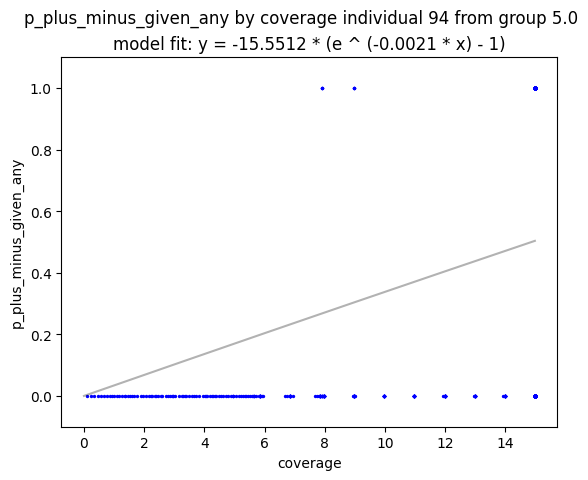 p_plus_minus_given_any by coverage individual 94 from group 5.0
model fit: y = -15.5512 * (e ^ (-0.0021 * x) - 1)
1.0
0.8
0.6
0.4
0.2
0.0
p_plus_minus_given_any
0 2 4 6 8 10 12 14
coverage